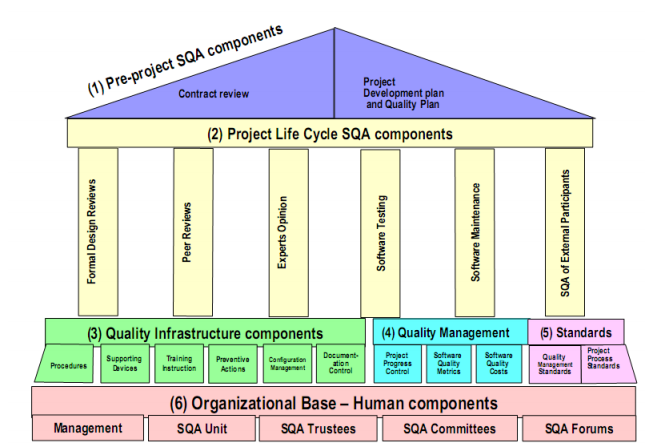 (1) Pre-project SQA components
Contract review
Project
Development plan
and Quality Plan
(2) Project Life Cycle SQA components
Formal Design Reviews
Peer Reviews
Experts Opinion
Software Testing
Software Maintenance
SQA of External Participants
(3) Quality Infrastructure components
Procedures
Supporting
Devices
Training
Instruction
Preventive
Actions
Configuration
Management
Document-
ation
Control
(4) Quality Management
Project
Progress
Control
Software
Quality
Metrics
Software
Quality
Costs
(5) Standards
Quality
Management
Standards
Project
Process
Standards
(6) Organizational Base – Human components
Management
SQA Unit
SQA Trustees
SQA Committees
SQA Forums